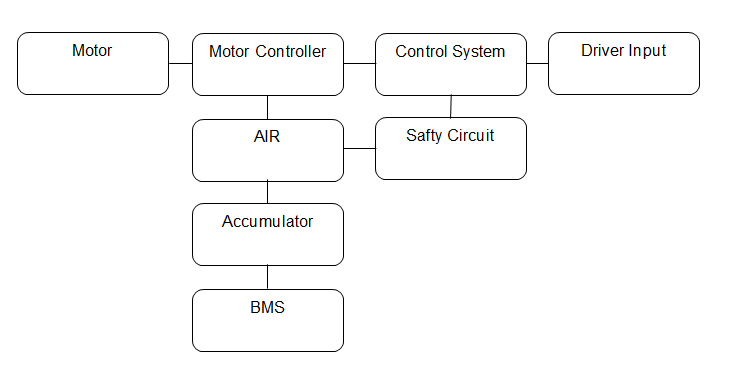 Motor
Motor Controller
Control System
Driver Input
AIR
Safty Circuit
Accumulator
BMS